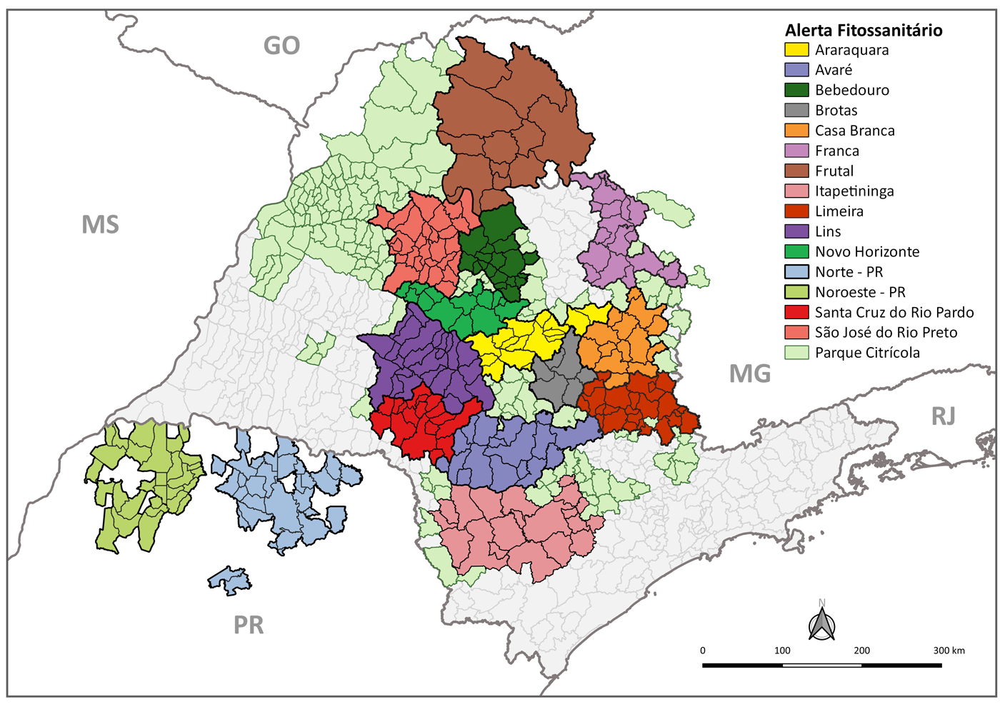 GO
MS
PR
MG
RJ
Alerta Fitossanitário
Araraquara
Avaré
Bebedouro
Brotas
Casa Branca
Franca
Frutal
Itapetininga
Limeira
Lins
Novo Horizonte
Norte - PR
Noroeste - PR
Santa Cruz do Rio Pardo
São José do Rio Preto
Parque Citrícola
N
0 100 200 300 km